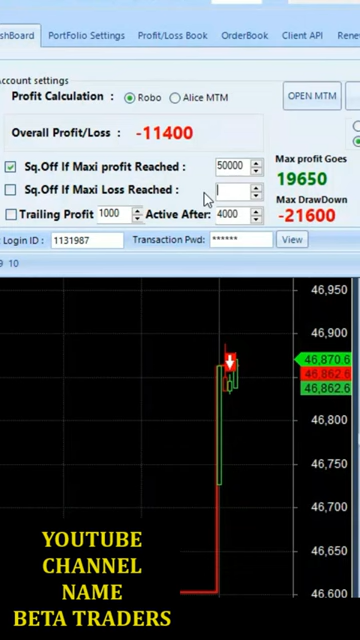 shBoard PortFolio Settings Profit/Loss Book OrderBook Client API Rene
Account settings
Profit Calculation : Robo Alice MTM OPEN MTM
Overall Profit/Loss : -11400
Sq.Off If Maxi profit Reached : 50000
Max profit Goes
19650
Sq.Off If Maxi Loss Reached :
Max DrawDown
-21600
Trailing Profit 1000 Active After: 4000
Login ID : 1131987 Transaction Pwd: ****** View
9 10
46,950
46,900
46,870.6
46,862.6
46,862.6
46,800
46,750
46,700
46,650
46,600
YOUTUBE
CHANNEL
NAME
BETA TRADERS